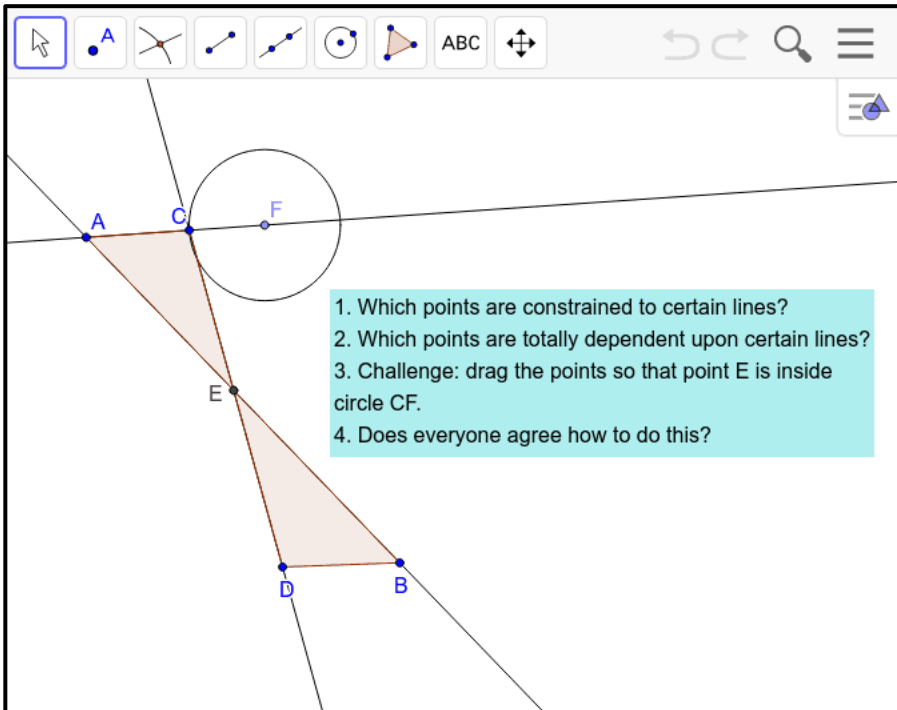 A
ABC
A
C
F
1. Which points are constrained to certain lines?
2. Which points are totally dependent upon certain lines?
3. Challenge: drag the points so that point E is inside
circle CF.
4. Does everyone agree how to do this?
E
D
B